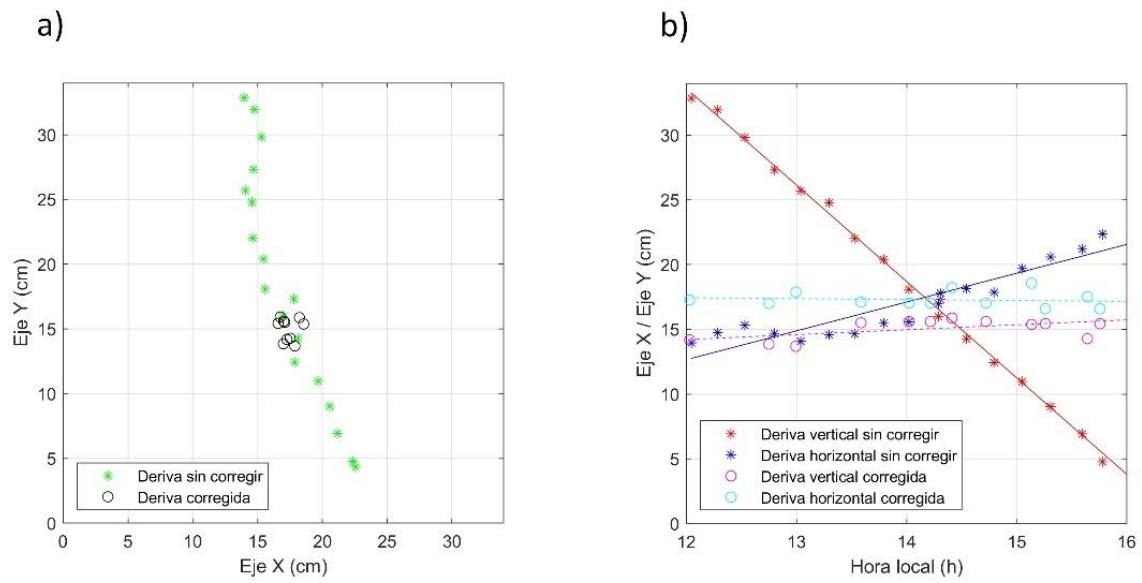 a)
b)
Eje Y (cm)
30
25
20
15
10
5
0
Deriva sin corregir
Deriva corregida
0 5 10 15 20 25 30
Eje X (cm)
Eje X / Eje Y (cm)
30
25
20
15
10
5
0
Deriva vertical sin corregir
Deriva horizontal sin corregir
Deriva vertical corregida
Deriva horizontal corregida
12 13 14 15 16
Hora local (h)